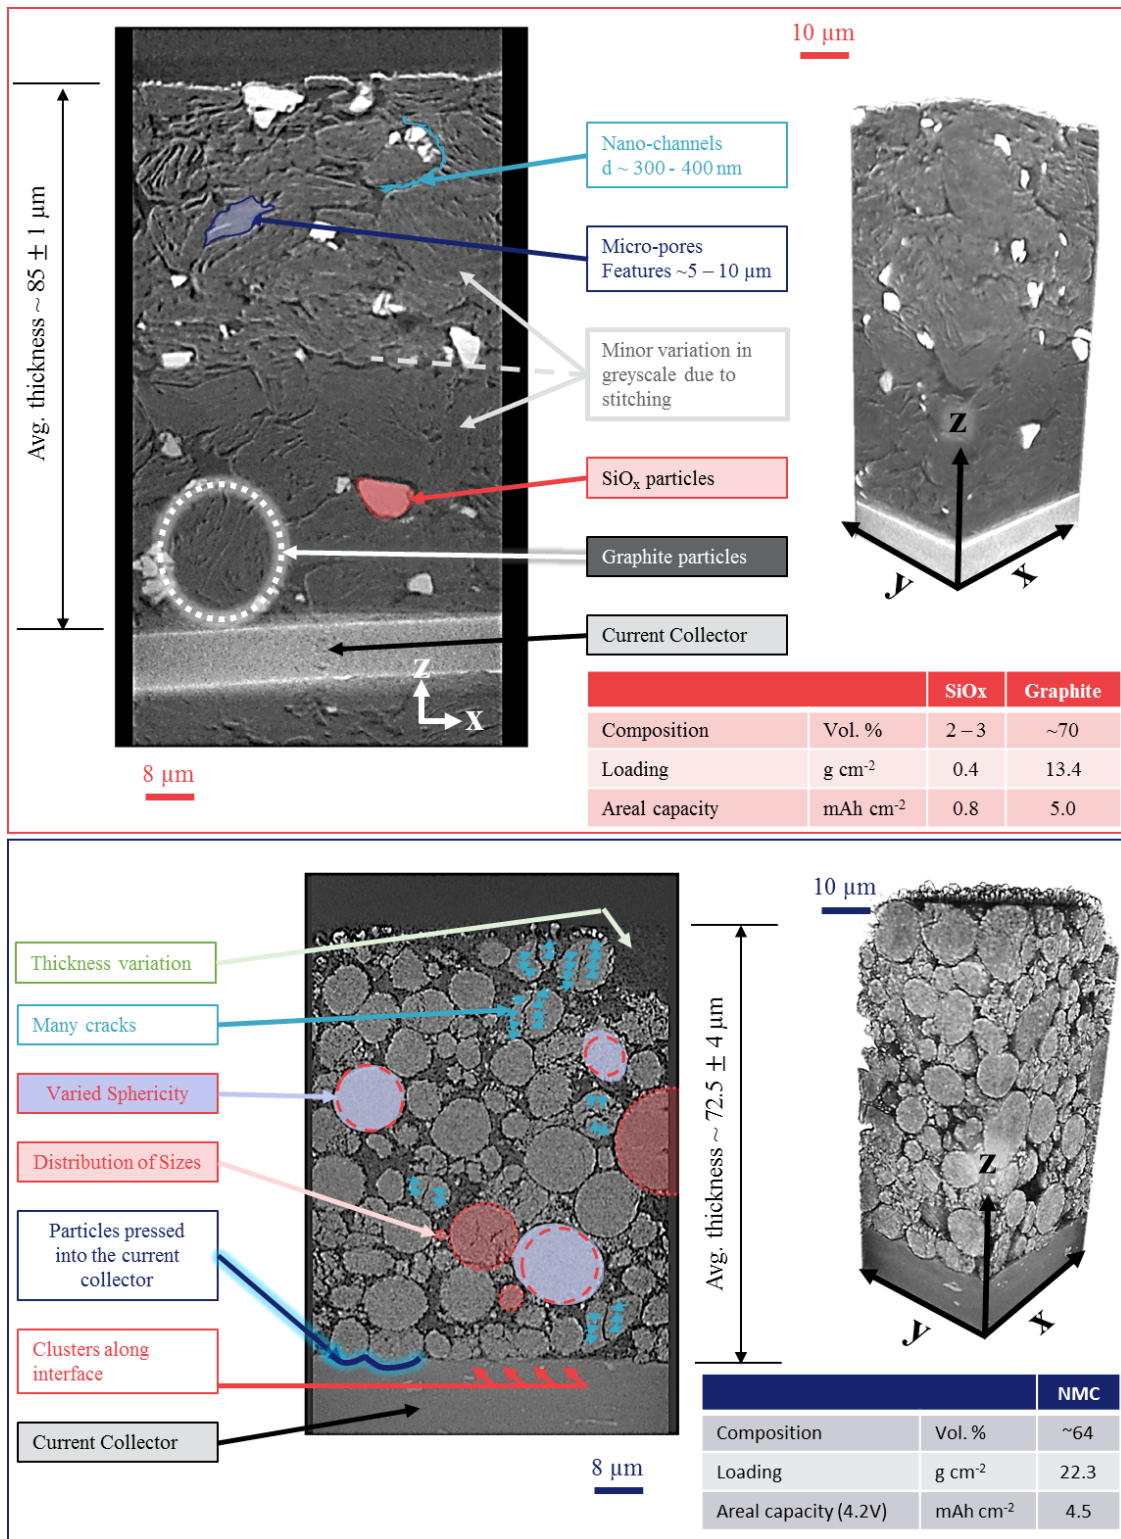 10 µm
Avg. thickness ~ 85 ± 1 µm
Nano-channels
d ~ 300 - 400 nm
Micro-pores
Features ~5 – 10 µm
Minor variation in
greyscale due to
stitching
SiOx particles
Graphite particles
Current Collector
z
x
8 µm
z
y
x
SiOx Graphite
Composition Vol. % 2 – 3 ~70
Loading g cm-2 0.4 13.4
Areal capacity mAh cm-2 0.8 5.0
10 µm
Thickness variation
Many cracks
Varied Sphericity
Distribution of Sizes
Particles pressed
into the current
collector
Clusters along
interface
Current Collector
Avg. thickness ~ 72.5 ± 4 µm
8 µm
z
y
x
NMC
Composition Vol. % ~64
Loading g cm-2 22.3
Areal capacity (4.2V) mAh cm-2 4.5